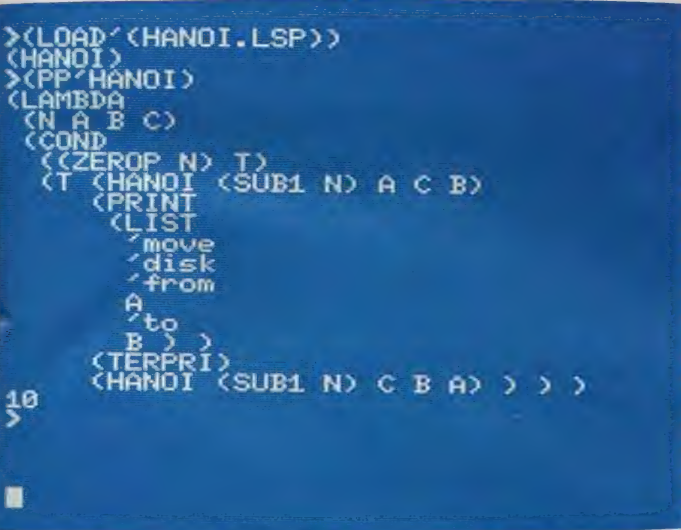 >(LOAD'(HANOI.LSP))
(HANOI)
>(PP'HANOI)
(LAMBDA
(N A B C)
(COND
((ZEROP N) T)
(T (HANOI (SUB1 N) A C B)
(PRINT
(LIST
'move
'disk
'from
A
'to
B ) )
(TERPRI)
(HANOI (SUB1 N) C B A) ) ) )
10
>